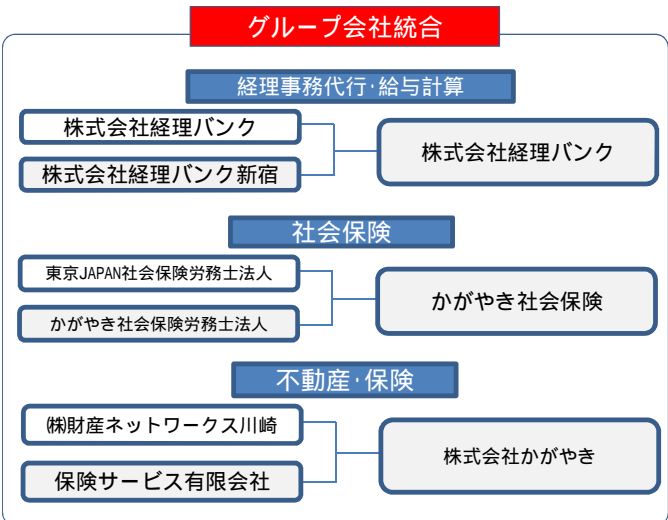 グループ会社統合
経理事務代行･給与計算
株式会社経理バンク
株式会社経理バンク新宿
株式会社経理バンク
社会保険
東京JAPAN社会保険労務士法人
かがやき社会保険労務士法人
かがやき社会保険
不動産･保険
㈱財産ネットワークス川崎
保険サービス有限会社
株式会社かがやき